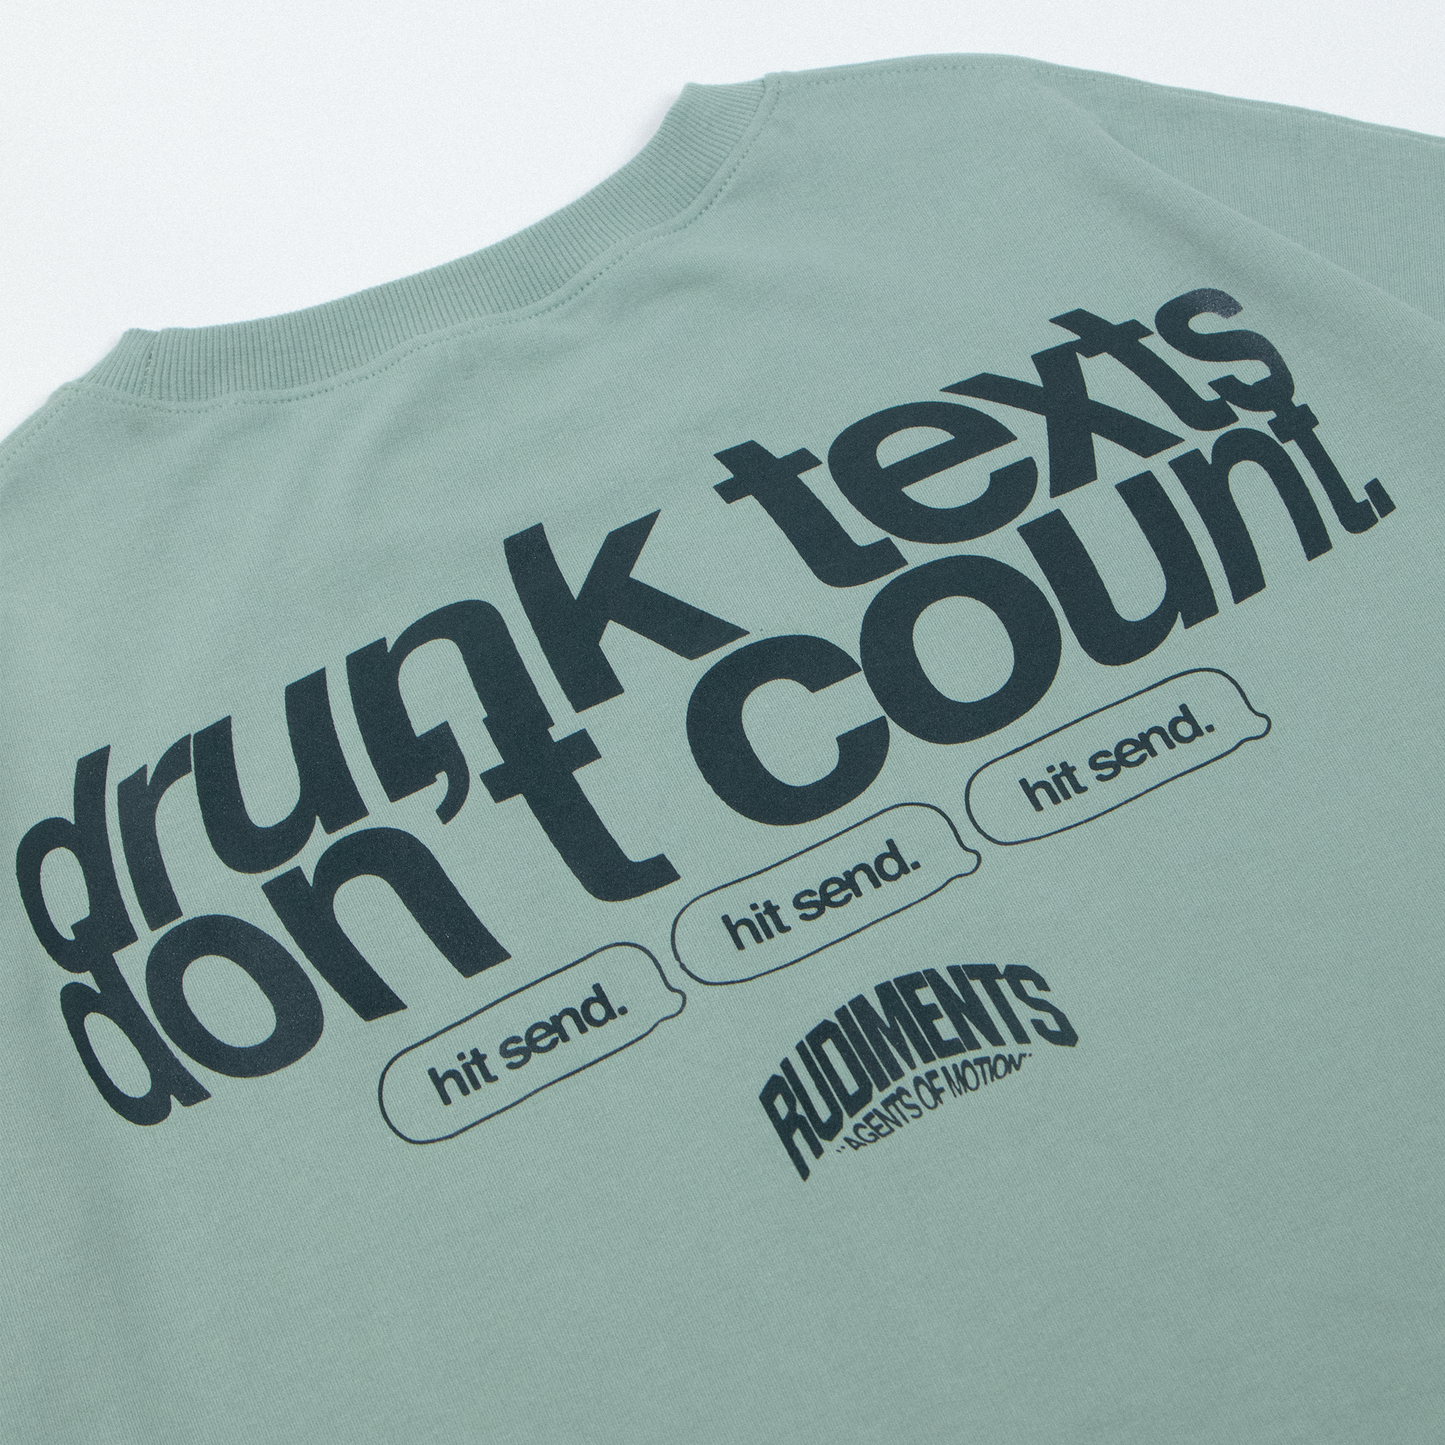 drunk texts
don't count.
hit send. hit send. hit send.
RUDIMENTS
"AGENTS OF MOTION"